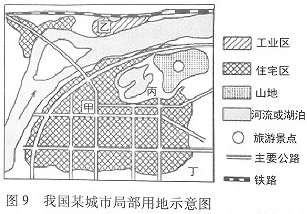 乙
丙
甲
丁
工业区
住宅区
山地
河流或湖泊
旅游景点
主要公路
铁路
图9 我国某城市局部用地示意图